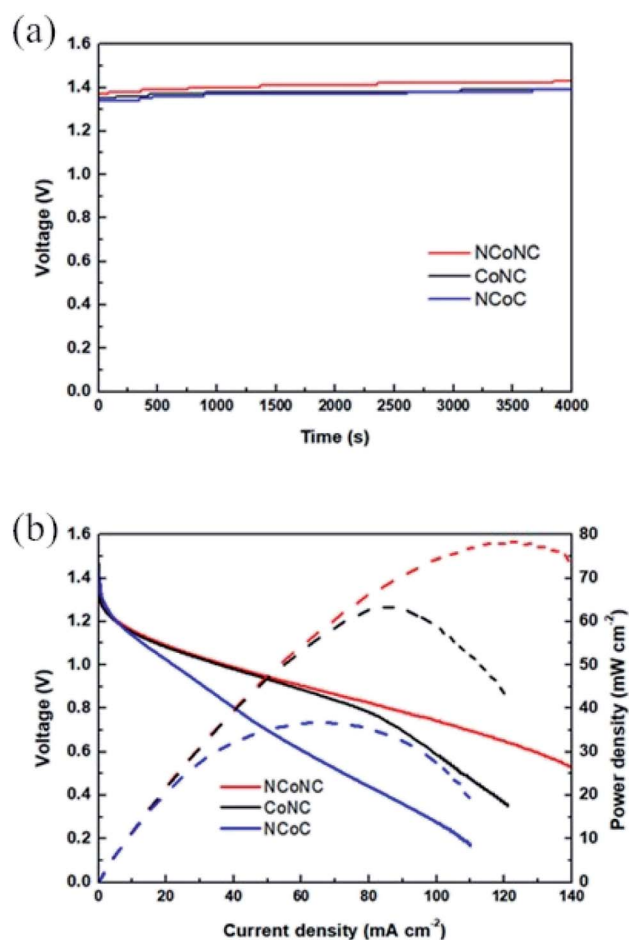 (a)
1.6
1.4
1.2
1.0
0.8
0.6
0.4
0.2
0.0
Voltage (V)
NCoNC
CoNC
NCoC
0 500 1000 1500 2000 2500 3000 3500 4000
Time (s)
(b)
1.6
1.4
1.2
1.0
0.8
0.6
0.4
0.2
0.0
Voltage (V)
NCoNC
CoNC
NCoC
80
70
60
50
40
30
20
10
0
Power density (mW cm⁻²)
0 20 40 60 80 100 120 140
Current density (mA cm⁻²)